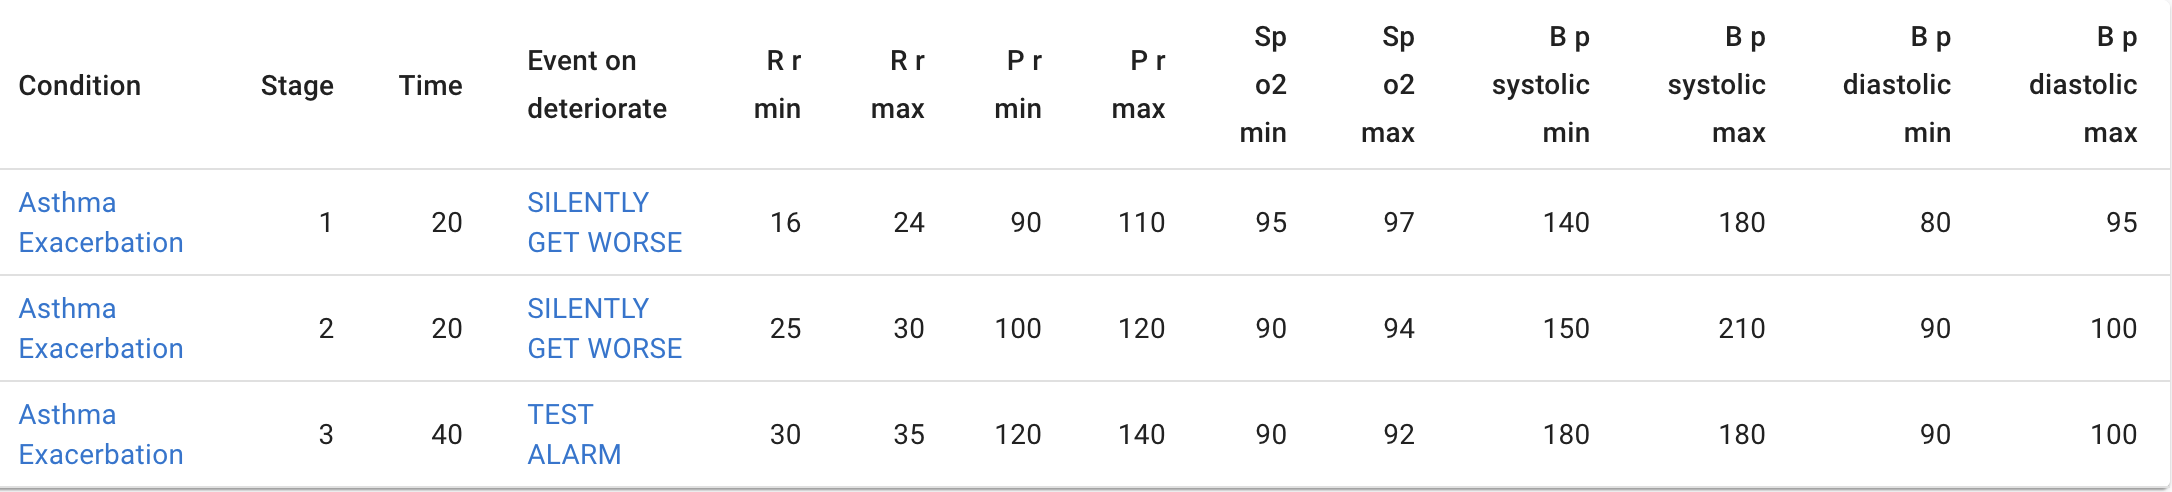 Condition Stage Time Event on deteriorate R r min R r max P r min P r max Sp o2 min Sp o2 max B p systolic min B p systolic max B p diastolic min B p diastolic max
Asthma Exacerbation 1 20 SILENTLY GET WORSE 16 24 90 110 95 97 140 180 80 95
Asthma Exacerbation 2 20 SILENTLY GET WORSE 25 30 100 120 90 94 150 210 90 100
Asthma Exacerbation 3 40 TEST ALARM 30 35 120 140 90 92 180 180 90 100